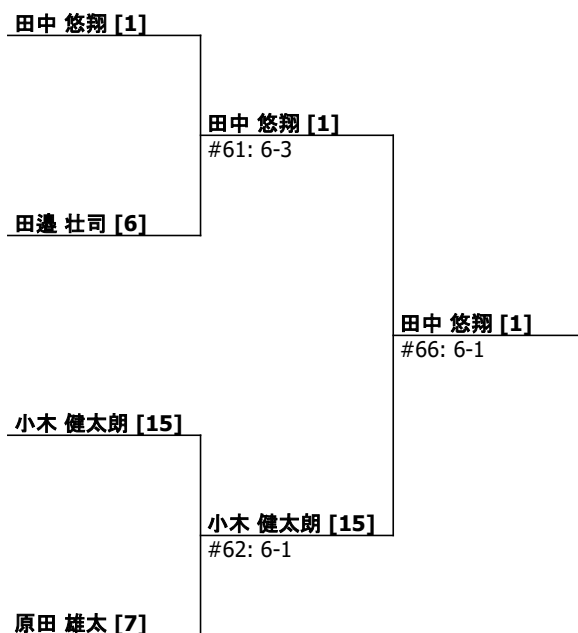 田中 悠翔 [1]
田中 悠翔 [1]
#61: 6-3
田邉 壮司 [6]
田中 悠翔 [1]
#66: 6-1
小木 健太朗 [15]
小木 健太朗 [15]
#62: 6-1
原田 雄太 [7]